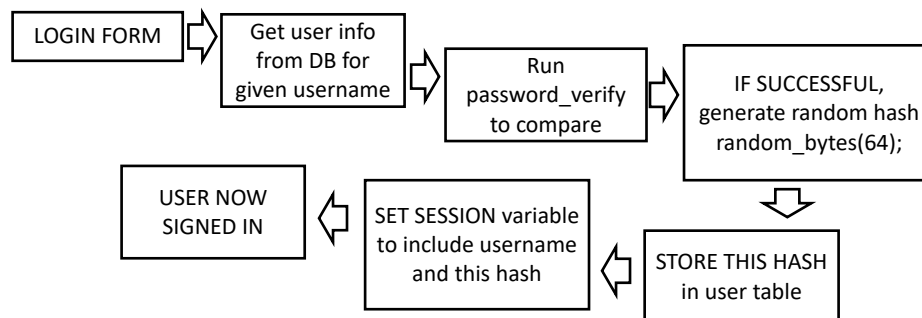 LOGIN FORM
Get user info
from DB for
given username
Run
password_verify
to compare
IF SUCCESSFUL,
generate random hash
random_bytes(64);
STORE THIS HASH
in user table
SET SESSION variable
to include username
and this hash
USER NOW
SIGNED IN